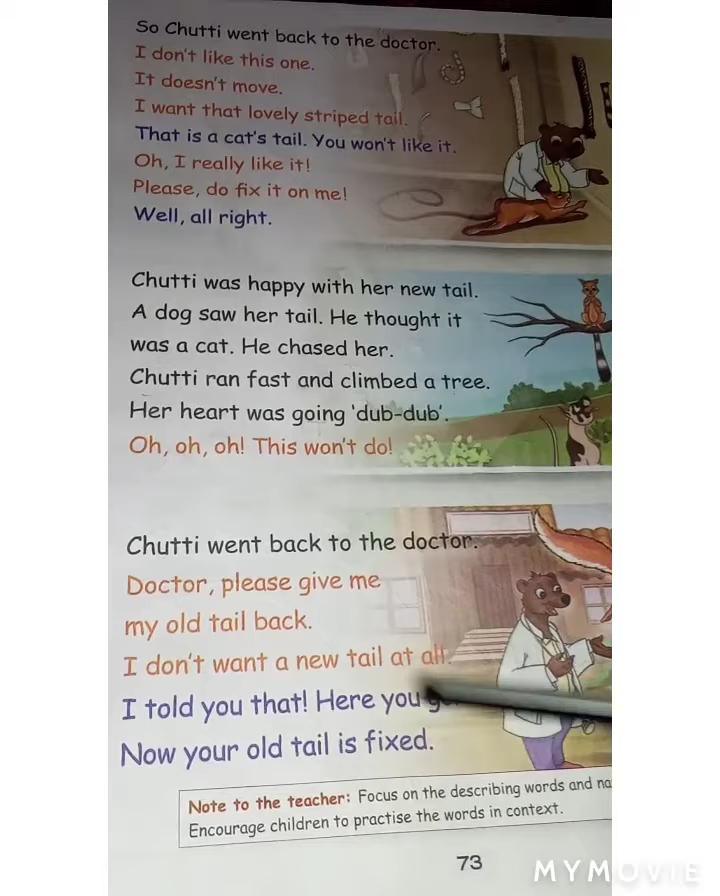 So Chutti went back to the doctor.
I don't like this one.
It doesn't move.
I want that lovely striped tail.
That is a cat's tail. You won't like it.
Oh, I really like it!
Please, do fix it on me!
Well, all right.
Chutti was happy with her new tail.
A dog saw her tail. He thought it
was a cat. He chased her.
Chutti ran fast and climbed a tree.
Her heart was going 'dub-dub'.
Oh, oh, oh! This won't do!
Chutti went back to the doctor.
Doctor, please give me
my old tail back.
I don't want a new tail at all.
I told you that! Here you
Now your old tail is fixed.
Note to the teacher: Focus on the describing words and
Encourage children to practise the words in context.
73
MYMOVIE